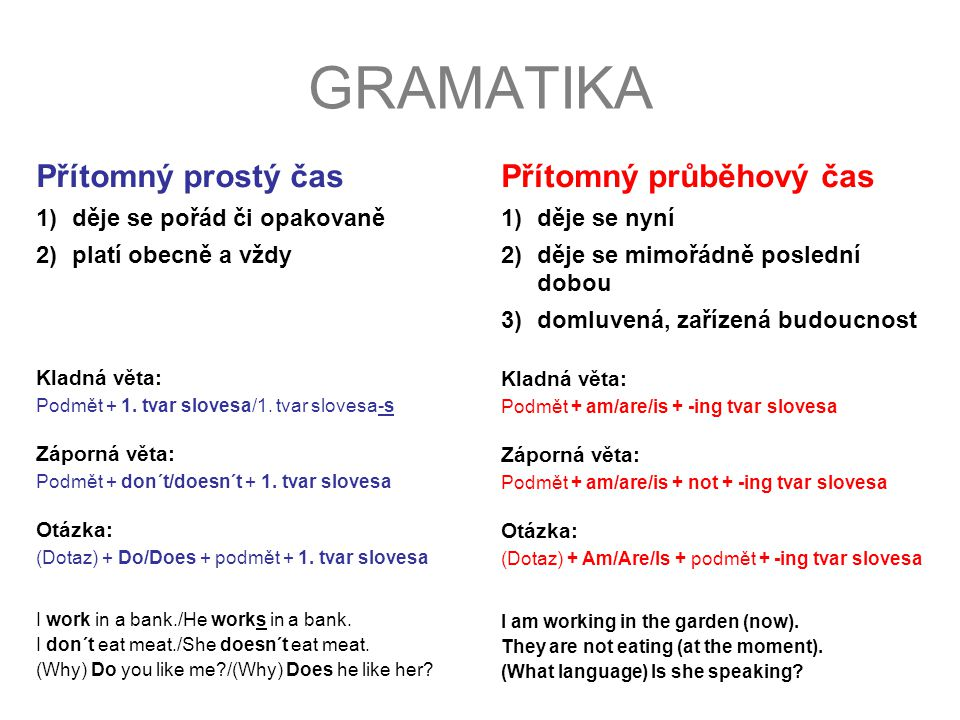 GRAMATIKA
Přítomný prostý čas
1) děje se pořád či opakovaně
2) platí obecně a vždy
Kladná věta:
Podmět + 1. tvar slovesa/1. tvar slovesa-s
Záporná věta:
Podmět + don´t/doesn´t + 1. tvar slovesa
Otázka:
(Dotaz) + Do/Does + podmět + 1. tvar slovesa
I work in a bank./He works in a bank.
I don´t eat meat./She doesn´t eat meat.
(Why) Do you like me?/(Why) Does he like her?
Přítomný průběhový čas
1) děje se nyní
2) děje se mimořádně poslední
dobou
3) domluvená, zařízená budoucnost
Kladná věta:
Podmět + am/are/is + -ing tvar slovesa
Záporná věta:
Podmět + am/are/is + not + -ing tvar slovesa
Otázka:
(Dotaz) + Am/Are/Is + podmět + -ing tvar slovesa
I am working in the garden (now).
They are not eating (at the moment).
(What language) Is she speaking?